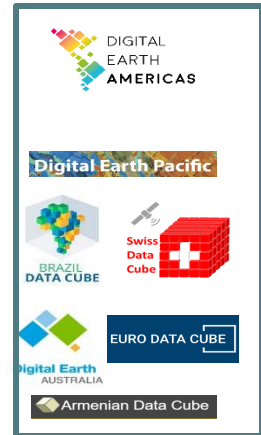 DIGITAL
EARTH
AMERICAS
Digital Earth Pacific
BRAZIL
DATA CUBE
Swiss
Data
Cube
Digital Earth
AUSTRALIA
EURO DATA CUBE
Armenian Data Cube